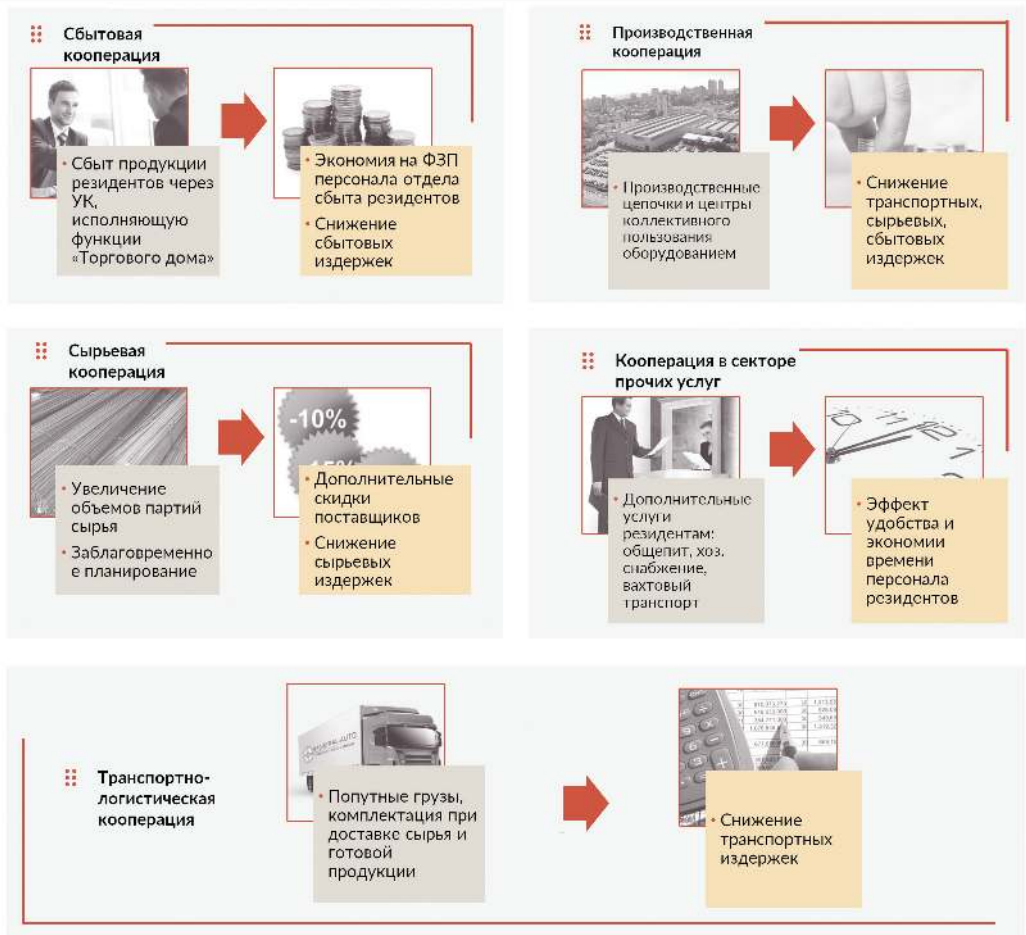 Сбытовая
кооперация
Сбыт продукции
резидентов через
УК,
исполняющую
функции
«Торгового дома»
Экономия на ФЗП
персонала отдела
сбыта резидентов
Снижение
сбытовых
издержек
Производственная
кооперация
Производственные
цепочки и центры
коллективного
пользования
оборудованием
Снижение
транспортных,
сырьевых,
сбытовых
издержек
Сырьевая
кооперация
Увеличение
объемов партий
сырья
Заблаговременно
е планирование
-10%
Дополнительные
скидки
поставщиков
Снижение
сырьевых
издержек
Кооперация в секторе
прочих услуг
Дополнительные
услуги
резидентам:
общепит, хоз.
снабжение,
вахтовый
транспорт
10
11
12
1
Эффект
удобства и
экономии
времени
персонала
резидентов
Транспортно-
логистическая
кооперация
Попутные грузы,
комплектация при
доставке сырья и
готовой
продукции
Снижение
транспортных
издержек